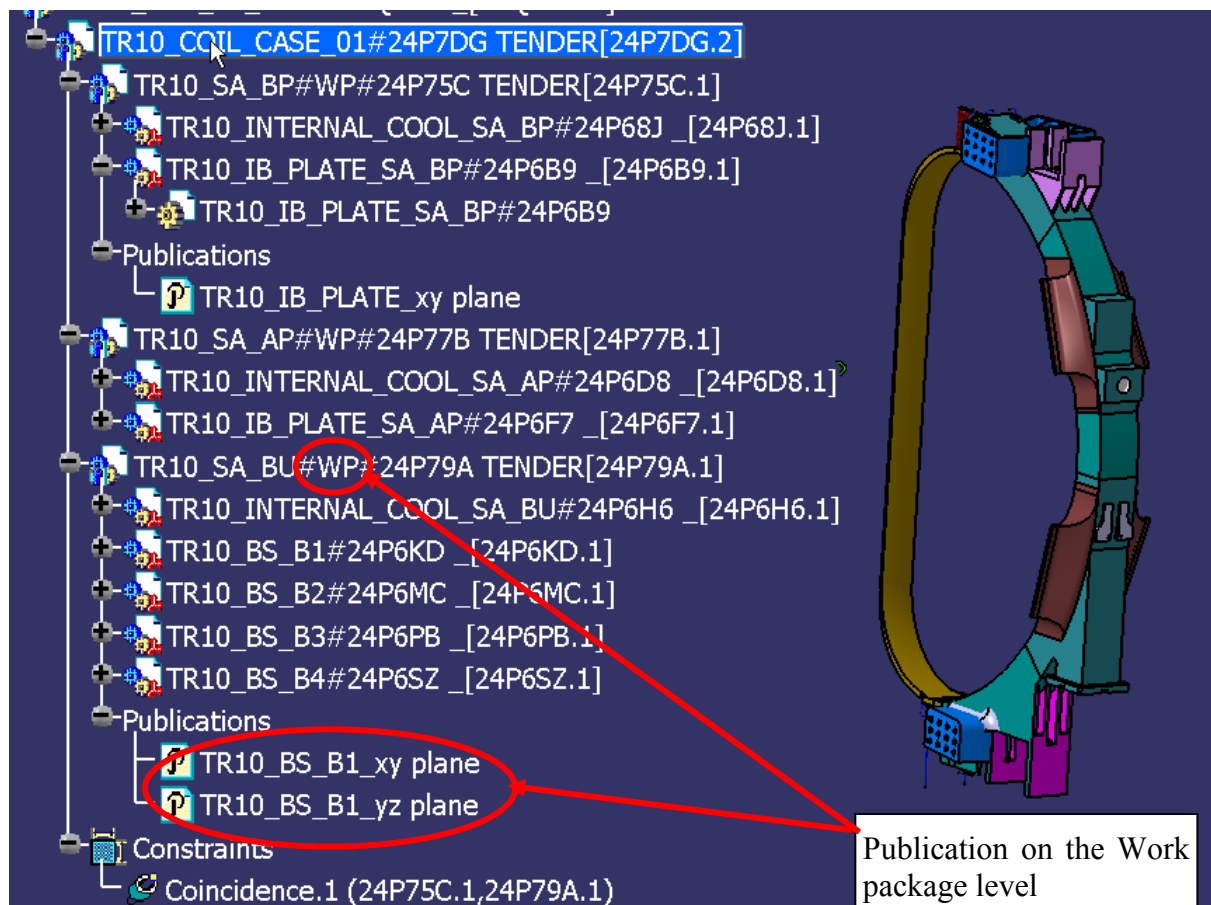 TR10_COIL_CASE_01#24P7DG TENDER[24P7DG.2]
TR10_SA_BP#WP#24P75C TENDER[24P75C.1]
TR10_INTERNAL_COOL_SA_BP#24P68J _[24P68J.1]
TR10_IB_PLATE_SA_BP#24P6B9 _[24P6B9.1]
TR10_IB_PLATE_SA_BP#24P6B9
Publications
TR10_IB_PLATE_xy plane
TR10_SA_AP#WP#24P77B TENDER[24P77B.1]
TR10_INTERNAL_COOL_SA_AP#24P6D8 _[24P6D8.1]
TR10_IB_PLATE_SA_AP#24P6F7 _[24P6F7.1]
TR10_SA_BU#WP#24P79A TENDER[24P79A.1]
TR10_INTERNAL_COOL_SA_BU#24P6H6 _[24P6H6.1]
TR10_BS_B1#24P6KD _[24P6KD.1]
TR10_BS_B2#24P6MC _[24P6MC.1]
TR10_BS_B3#24P6PB _[24P6PB.1]
TR10_BS_B4#24P6SZ _[24P6SZ.1]
Publications
TR10_BS_B1_xy plane
TR10_BS_B1_yz plane
Constraints
Coincidence.1 (24P75C.1,24P79A.1)
Publication on the Work
package level